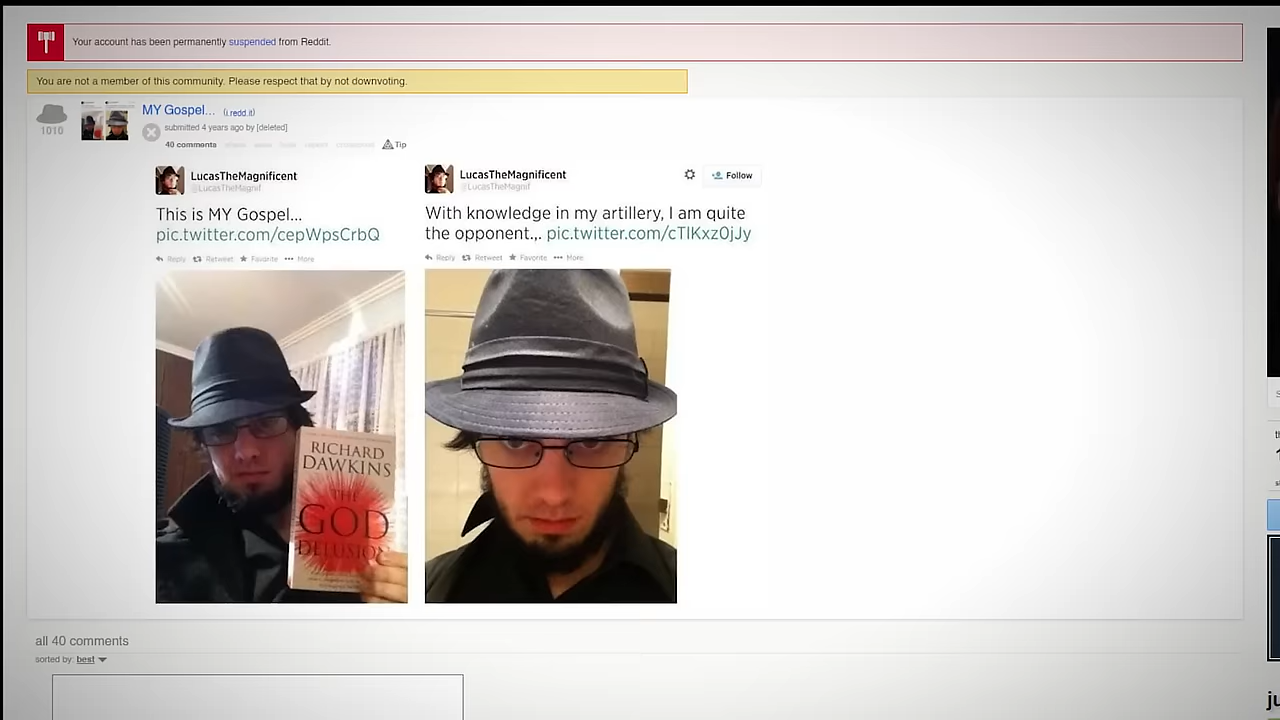 Your account has been permanently suspended from Reddit.
You are not a member of this community. Please respect that by not downvoting.
MY Gospel... (i.redd.it)
1010
submitted 4 years ago by [deleted]
40 comments
Tip
LucasTheMagnificent
@LucasTheMagnif
This is MY Gospel...
pic.twitter.com/cepWpsCrbQ
Reply Retweet Favorite More
RICHARD
DAWKINS
THE
GOD
DELUSION
LucasTheMagnificent
@LucasTheMagnif
Follow
With knowledge in my artillery, I am quite
the opponent.,. pic.twitter.com/cTlKxz0jJy
Reply Retweet Favorite More
all 40 comments
sorted by: best
ju